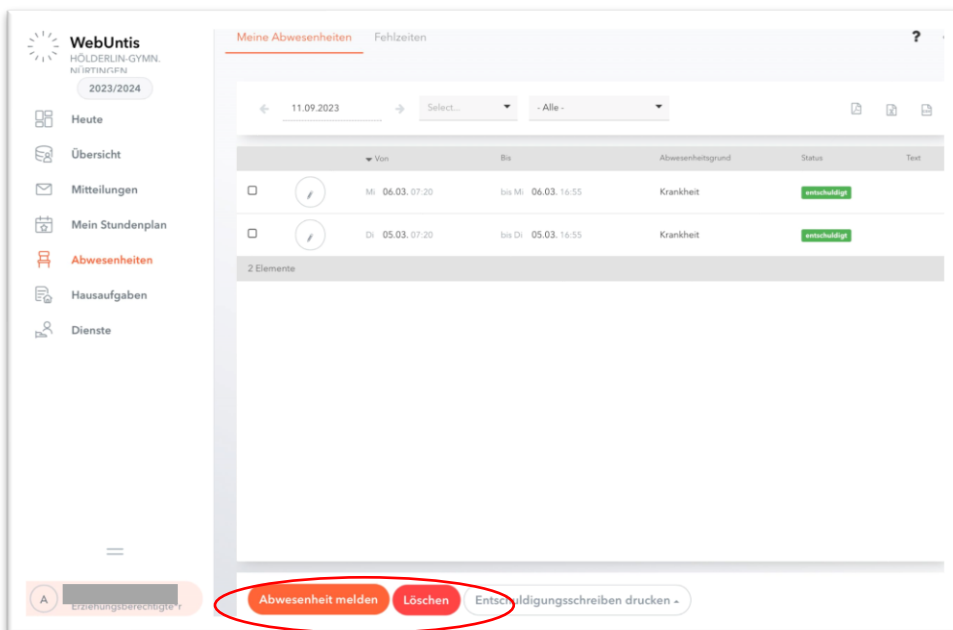 WebUntis
HÖLDERLIN-GYMN.
NÜRTINGEN
2023/2024
Heute
Übersicht
Mitteilungen
Mein Stundenplan
Abwesenheiten
Hausaufgaben
Dienste
A
Erziehungsberechtigte*r
Meine Abwesenheiten Fehlzeiten ?
11.09.2023 Select... - Alle -
Von Bis Abwesenheitsgrund Status Text
Mi 06.03. 07:20 bis Mi 06.03. 16:55 Krankheit entschuldigt
Di 05.03. 07:20 bis Di 05.03. 16:55 Krankheit entschuldigt
2 Elemente
Abwesenheit melden Löschen Entschuldigungsschreiben drucken